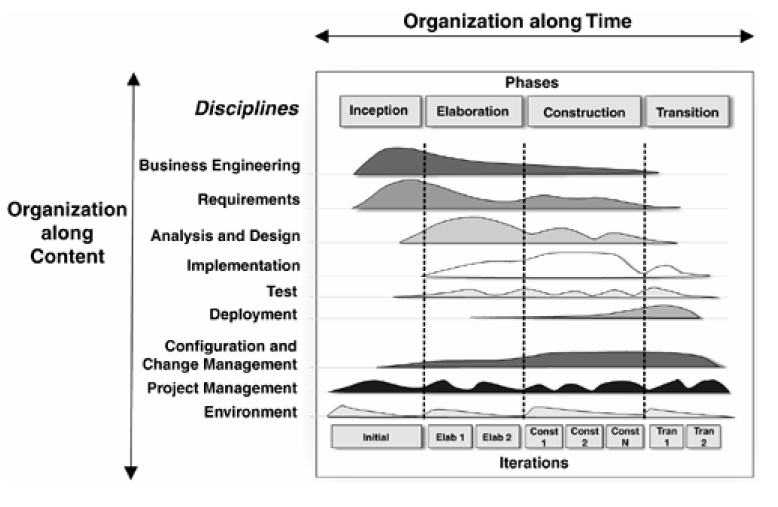 Organization along Time
Phases
Disciplines
Inception
Elaboration
Construction
Transition
Organization
along
Content
Business Engineering
Requirements
Analysis and Design
Implementation
Test
Deployment
Configuration and
Change Management
Project Management
Environment
Initial
Elab 1
Elab 2
Const
1
Const
2
Const
N
Tran
1
Tran
2
Iterations